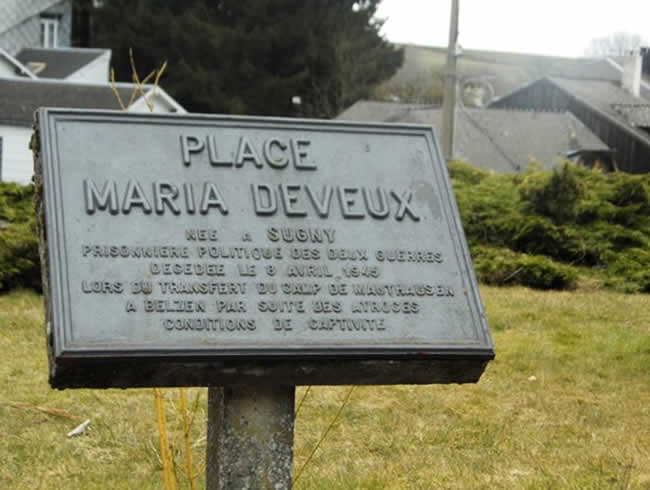 PLACE
MARIA DEVEUX
NEE A SUGNY
PRISONNIERE POLITIQUE DES DEUX GUERRES
DECEDEE LE 8 AVRIL 1945
LORS DU TRANSFERT DU CAMP DE MAUTHAUSEN
A BELZEN PAR SUITE DES ATROCES
CONDITIONS DE CAPTIVITE